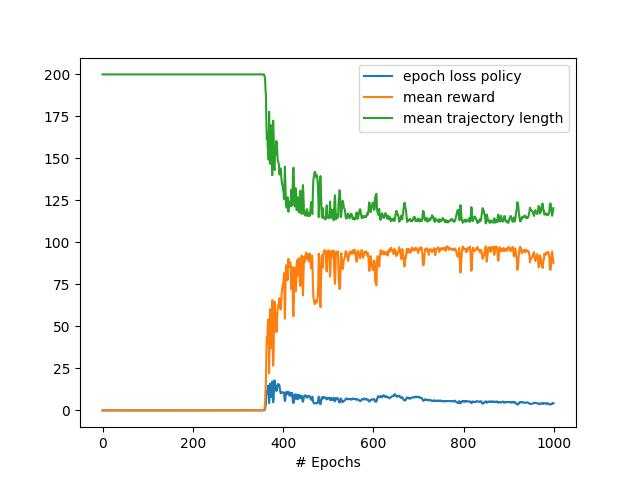 epoch loss policy
mean reward
mean trajectory length
200
175
150
125
100
75
50
25
0
0 200 400 600 800 1000
# Epochs